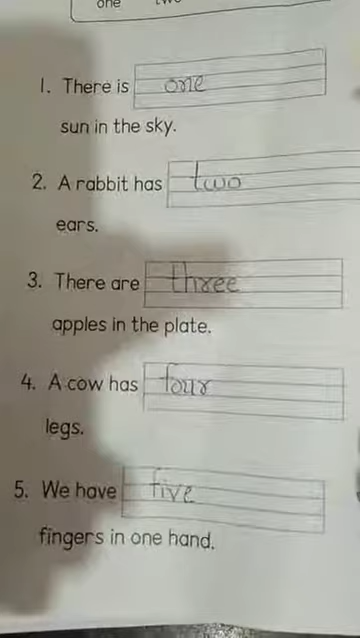 one two
1. There is one
sun in the sky.
2. A rabbit has two
ears.
3. There are three
apples in the plate.
4. A cow has four
legs.
5. We have five
fingers in one hand.